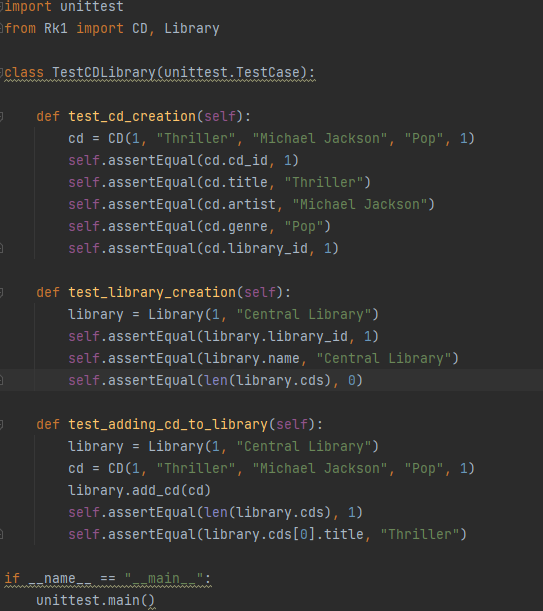 import unittest
from Rk1 import CD, Library

class TestCDLibrary(unittest.TestCase):

    def test_cd_creation(self):
        cd = CD(1, "Thriller", "Michael Jackson", "Pop", 1)
        self.assertEqual(cd.cd_id, 1)
        self.assertEqual(cd.title, "Thriller")
        self.assertEqual(cd.artist, "Michael Jackson")
        self.assertEqual(cd.genre, "Pop")
        self.assertEqual(cd.library_id, 1)

    def test_library_creation(self):
        library = Library(1, "Central Library")
        self.assertEqual(library.library_id, 1)
        self.assertEqual(library.name, "Central Library")
        self.assertEqual(len(library.cds), 0)

    def test_adding_cd_to_library(self):
        library = Library(1, "Central Library")
        cd = CD(1, "Thriller", "Michael Jackson", "Pop", 1)
        library.add_cd(cd)
        self.assertEqual(len(library.cds), 1)
        self.assertEqual(library.cds[0].title, "Thriller")

if __name__ == "__main__":
    unittest.main()